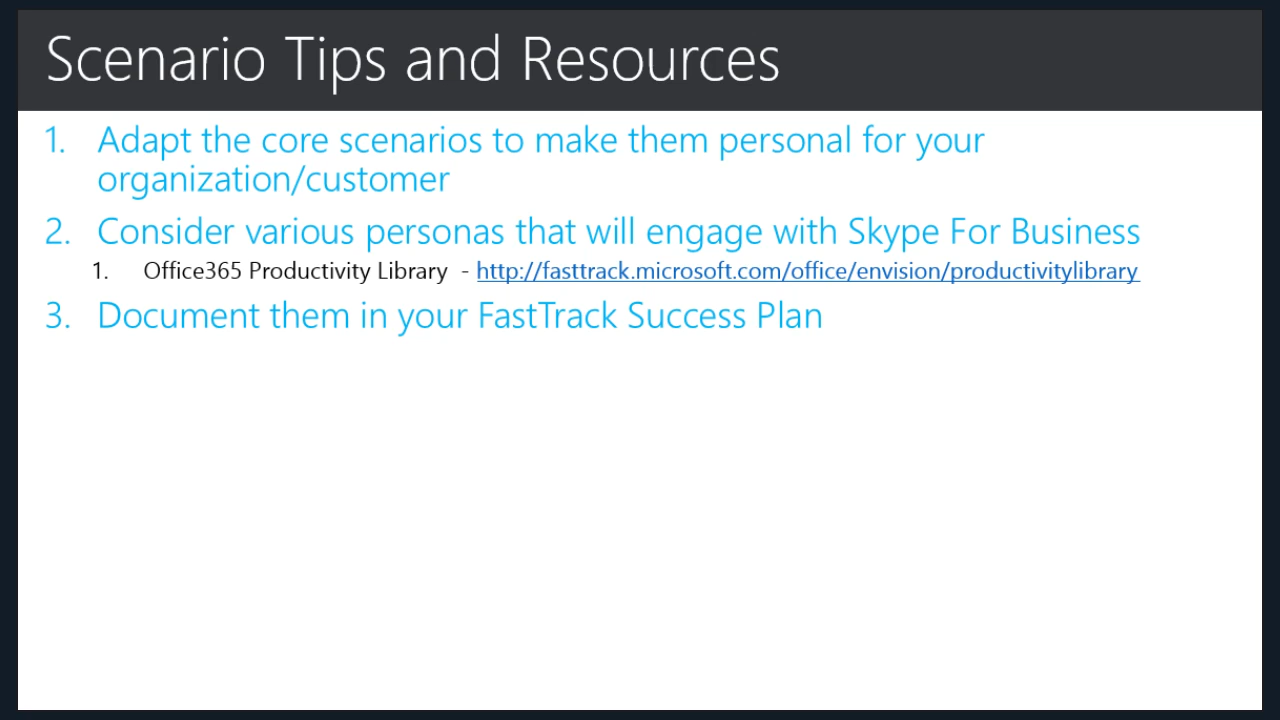 Scenario Tips and Resources
1. Adapt the core scenarios to make them personal for your
organization/customer
2. Consider various personas that will engage with Skype For Business
1. Office365 Productivity Library - http://fasttrack.microsoft.com/office/envision/productivitylibrary
3. Document them in your FastTrack Success Plan